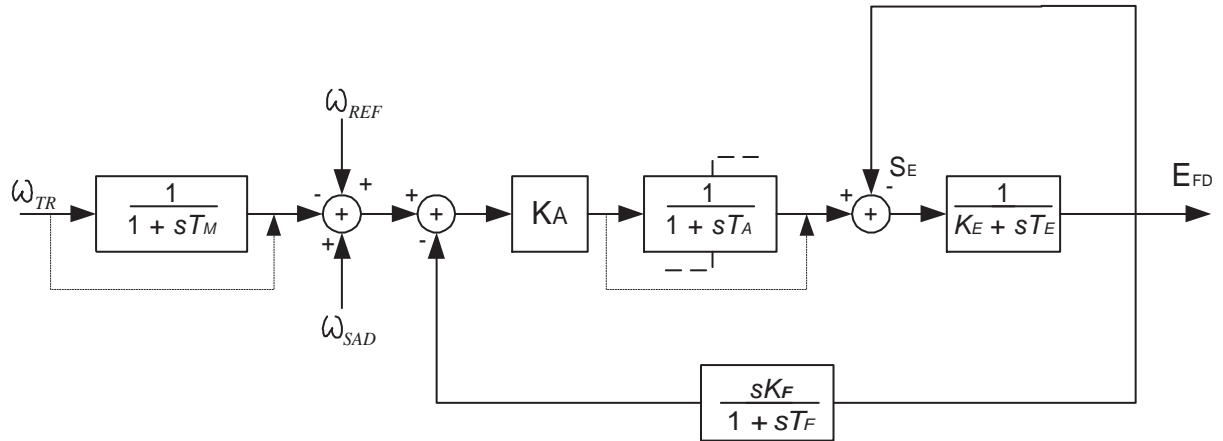 ω_REF
ω_TR
1
1 + sT_M
-
+
+
+
ω_SAD
+
+
-
K_A
1
1 + sT_A
S_E
-
+
+
1
K_E + sT_E
E_FD
sK_F
1 + sT_F